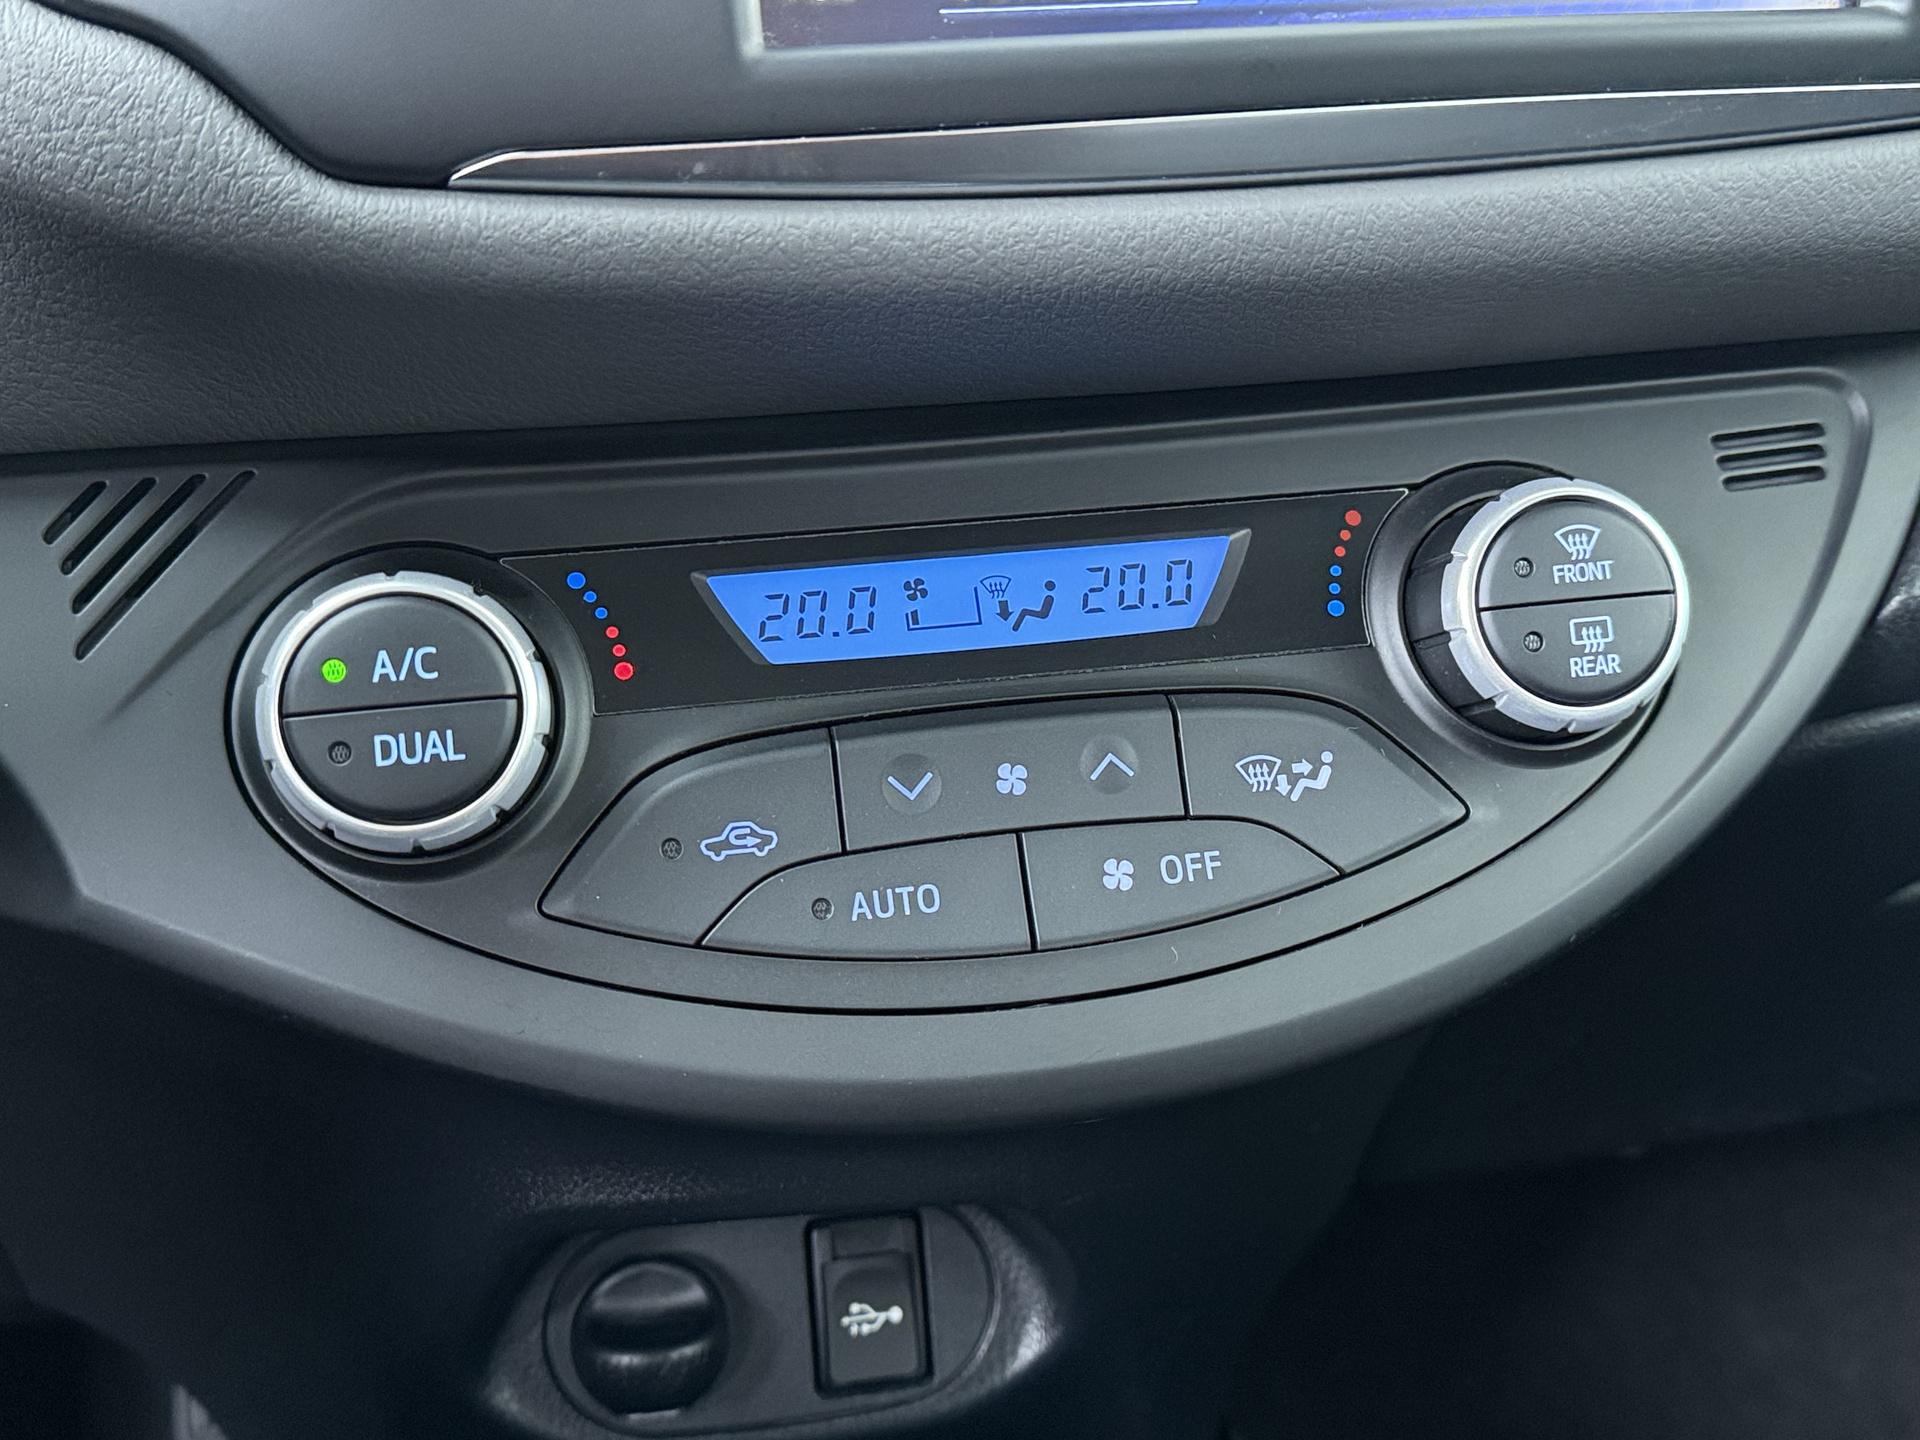 20.0 20.0
A/C
DUAL
FRONT
REAR
AUTO
OFF